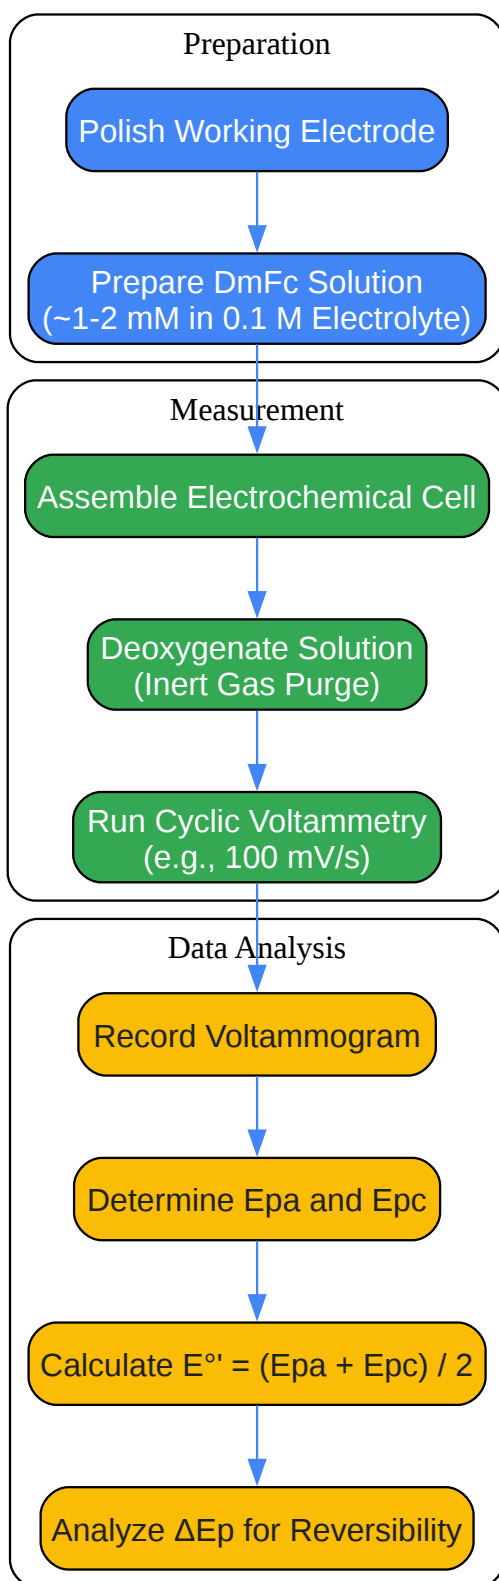 Preparation
Polish Working Electrode
Prepare DmFc Solution
(~1-2 mM in 0.1 M Electrolyte)
Measurement
Assemble Electrochemical Cell
Deoxygenate Solution
(Inert Gas Purge)
Run Cyclic Voltammetry
(e.g., 100 mV/s)
Data Analysis
Record Voltammogram
Determine Epa and Epc
Calculate E°' = (Epa + Epc) / 2
Analyze ΔEp for Reversibility